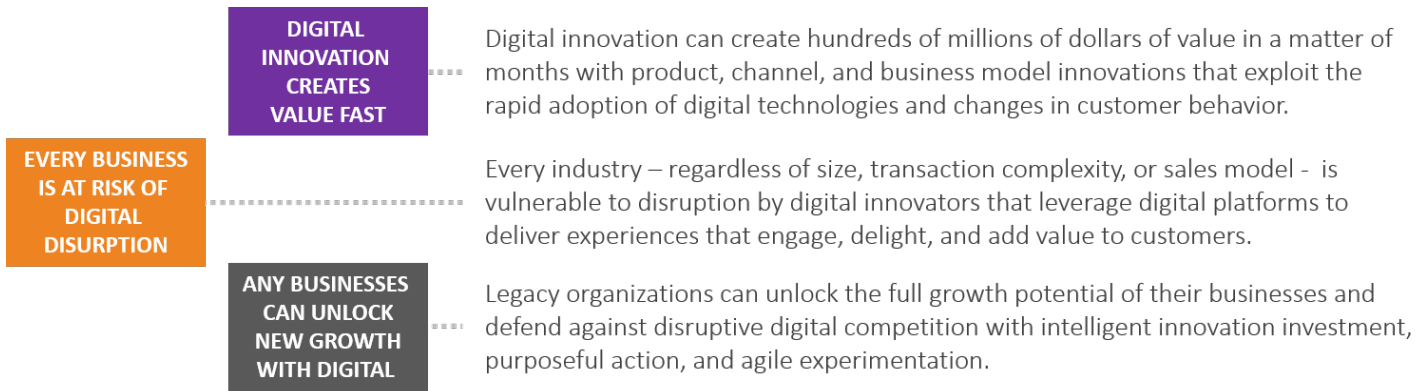 DIGITAL
INNOVATION
CREATES
VALUE FAST
Digital innovation can create hundreds of millions of dollars of value in a matter of
months with product, channel, and business model innovations that exploit the
rapid adoption of digital technologies and changes in customer behavior.
EVERY BUSINESS
IS AT RISK OF
DIGITAL
DISURPTION
Every industry – regardless of size, transaction complexity, or sales model - is
vulnerable to disruption by digital innovators that leverage digital platforms to
deliver experiences that engage, delight, and add value to customers.
ANY BUSINESSES
CAN UNLOCK
NEW GROWTH
WITH DIGITAL
Legacy organizations can unlock the full growth potential of their businesses and
defend against disruptive digital competition with intelligent innovation investment,
purposeful action, and agile experimentation.